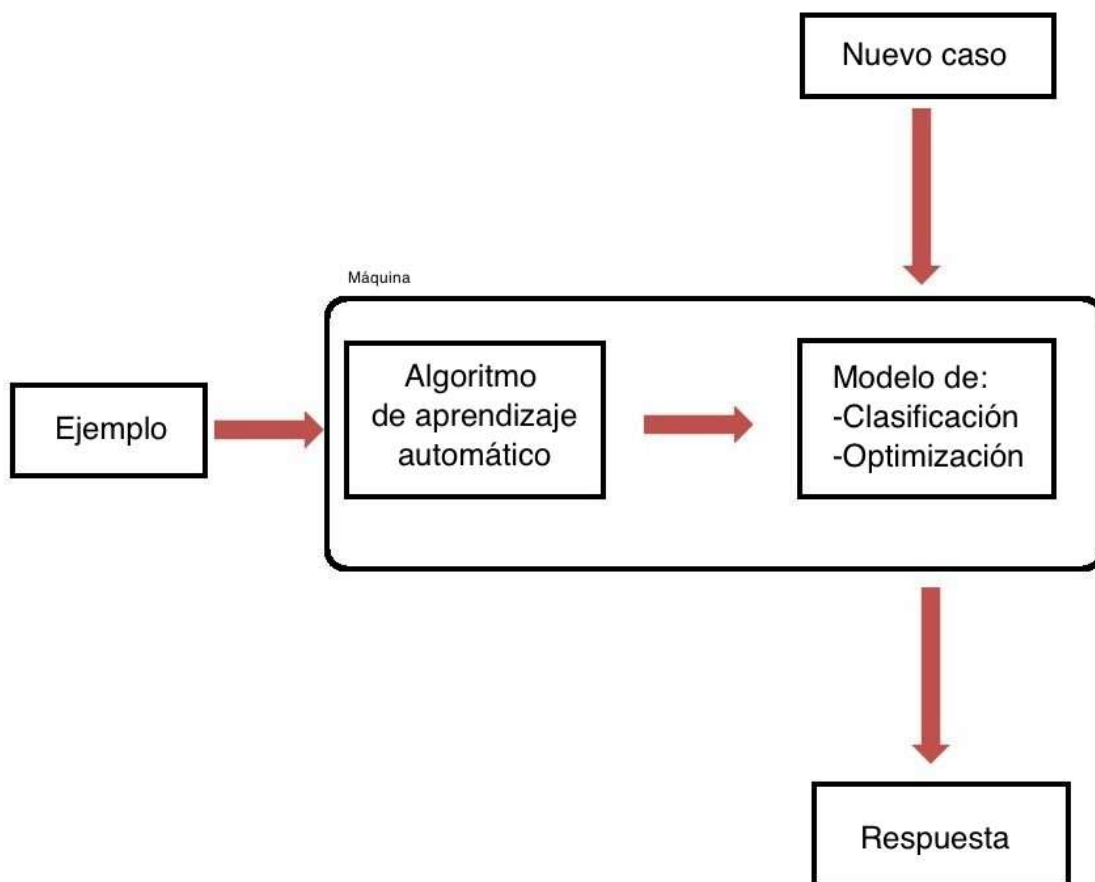 Nuevo caso
Máquina
Ejemplo
Algoritmo
de aprendizaje
automático
Modelo de:
-Clasificación
-Optimización
Respuesta